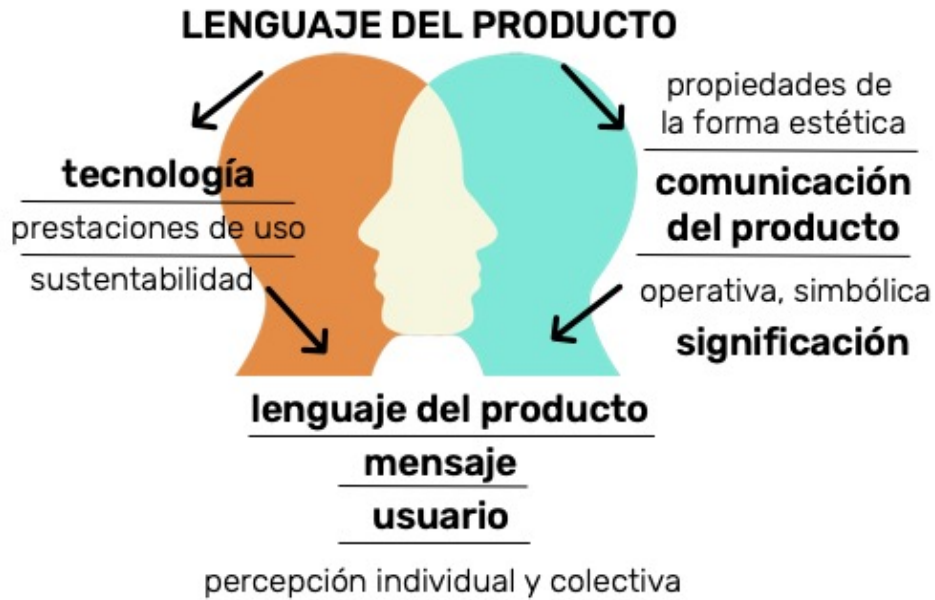 LENGUAJE DEL PRODUCTO
tecnología
prestaciones de uso
sustentabilidad
propiedades de
la forma estética
comunicación
del producto
operativa, simbólica
significación
lenguaje del producto
mensaje
usuario
percepción individual y colectiva